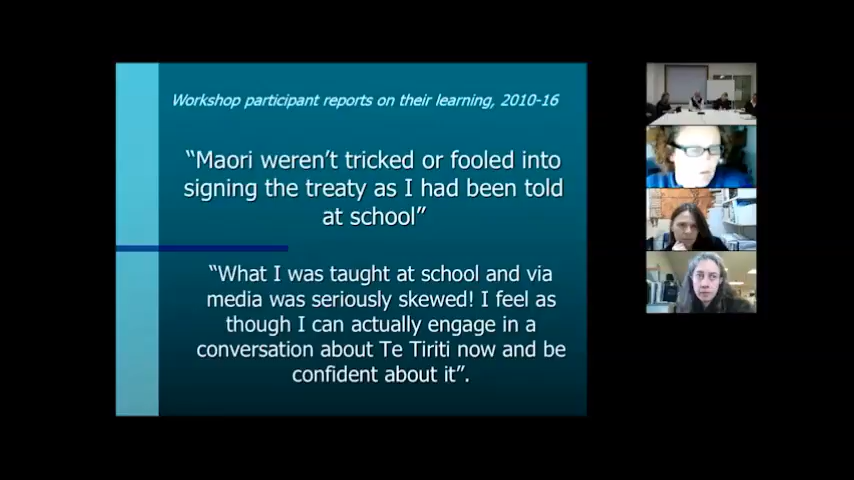 Workshop participant reports on their learning, 2010-16
“Maori weren’t tricked or fooled into
signing the treaty as I had been told
at school”
“What I was taught at school and via
media was seriously skewed! I feel as
though I can actually engage in a
conversation about Te Tiriti now and be
confident about it”.